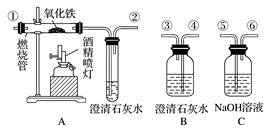 ① 氧化铁 ②
燃烧管
酒精喷灯
澄清石灰水
A
③ ④
澄清石灰水
B
⑤ ⑥
NaOH溶液
C